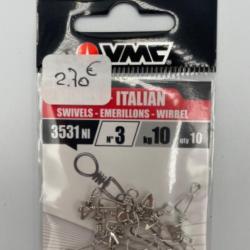 VMC
2.70€
ITALIAN
SWIVELS - EMERILLONS - WIRBEL
3531 NI N° 3 kg 10 qty 10